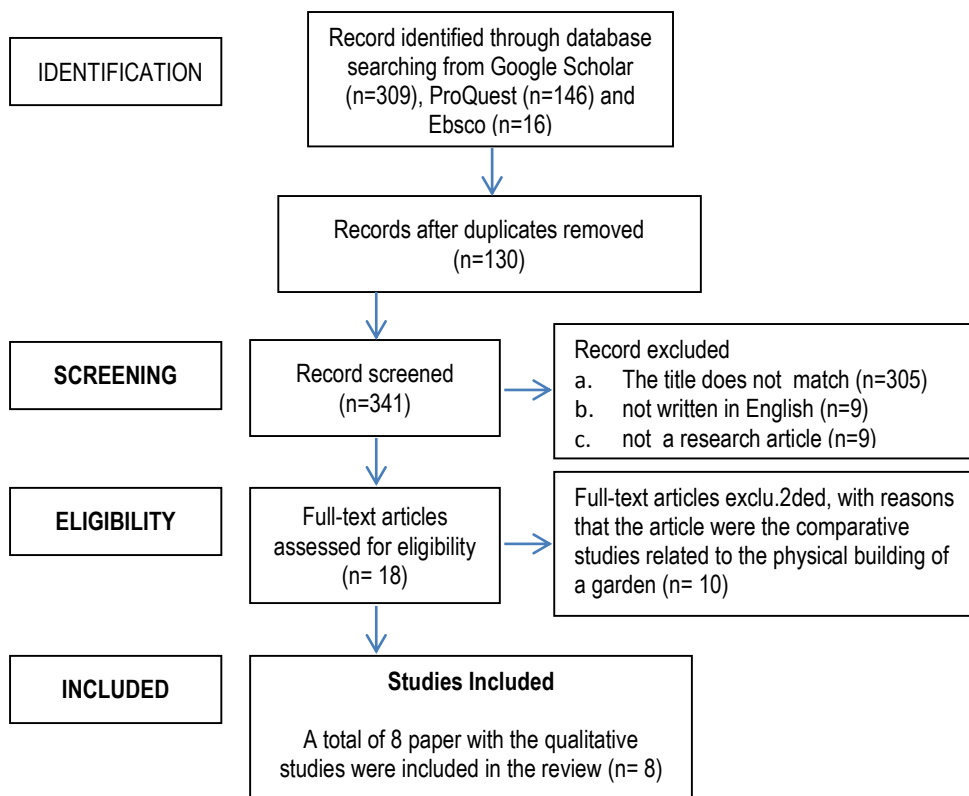 IDENTIFICATION
Record identified through database
searching from Google Scholar
(n=309), ProQuest (n=146) and
Ebsco (n=16)
Records after duplicates removed
(n=130)
SCREENING
Record screened
(n=341)
Record excluded
a. The title does not match (n=305)
b. not written in English (n=9)
c. not a research article (n=9)
ELIGIBILITY
Full-text articles
assessed for eligibility
(n= 18)
Full-text articles exclu.2ded, with reasons
that the article were the comparative
studies related to the physical building of
a garden (n= 10)
INCLUDED
Studies Included
A total of 8 paper with the qualitative
studies were included in the review (n= 8)